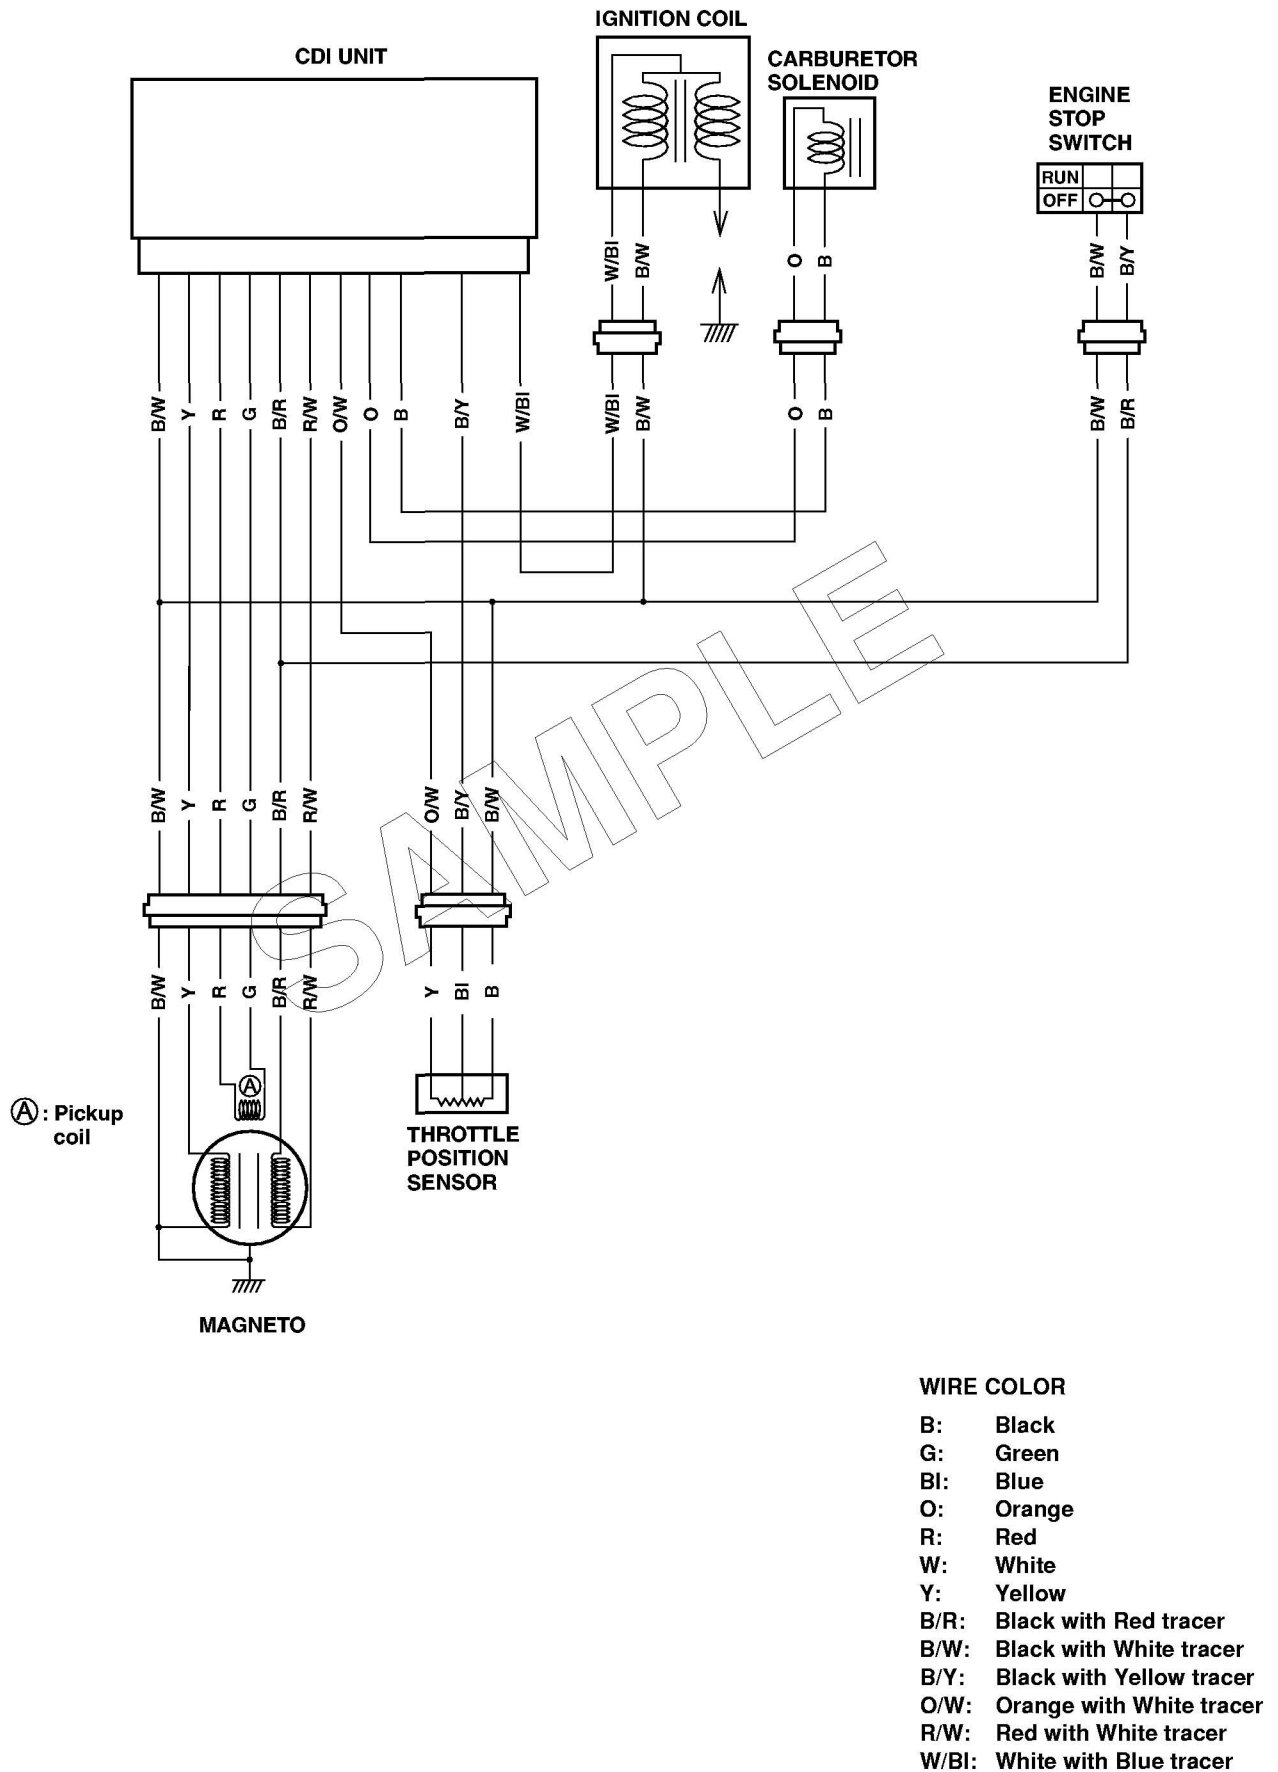 IGNITION COIL
CDI UNIT
CARBURETOR
SOLENOID
ENGINE
STOP
SWITCH
RUN
OFF
W/Bl B/W O B B/W B/Y
B/W Y R G B/R R/W O/W O B B/Y W/Bl W/Bl B/W O B B/W B/R
SAMPLE
B/W Y R G B/R R/W O/W B/Y B/W
B/W Y R G B/R R/W Y Bl B
A
A : Pickup
coil
THROTTLE
POSITION
SENSOR
MAGNETO
WIRE COLOR
B: Black
G: Green
Bl: Blue
O: Orange
R: Red
W: White
Y: Yellow
B/R: Black with Red tracer
B/W: Black with White tracer
B/Y: Black with Yellow tracer
O/W: Orange with White tracer
R/W: Red with White tracer
W/Bl: White with Blue tracer